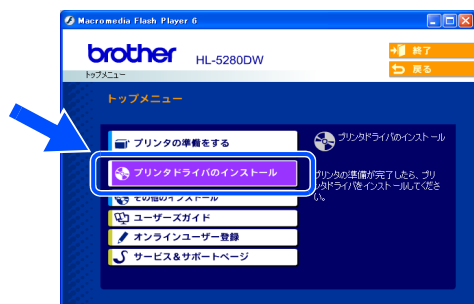 Macromedia Flash Player 6
brother HL-5280DW
終了
戻る
トップメニュー
トップメニュー
プリンタの準備をする
プリンタドライバのインストール
その他のインストール
ユーザーズガイド
オンラインユーザー登録
サービス&サポートページ
プリンタドライバのインストール
プリンタの準備が完了したら、プリ
ンタドライバをインストールしてくださ
い。